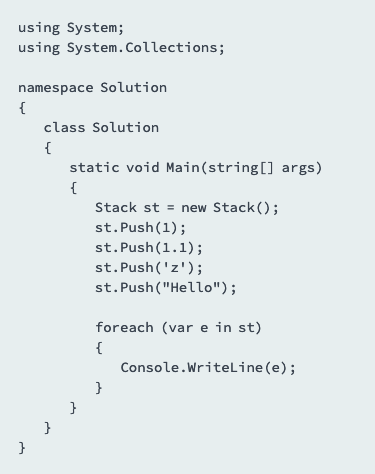 using System;
using System.Collections;

namespace Solution
{
   class Solution
   {
      static void Main(string[] args)
      {
         Stack st = new Stack();
         st.Push(1);
         st.Push(1.1);
         st.Push('z');
         st.Push("Hello");

         foreach (var e in st)
         {
            Console.WriteLine(e);
         }
      }
   }
}